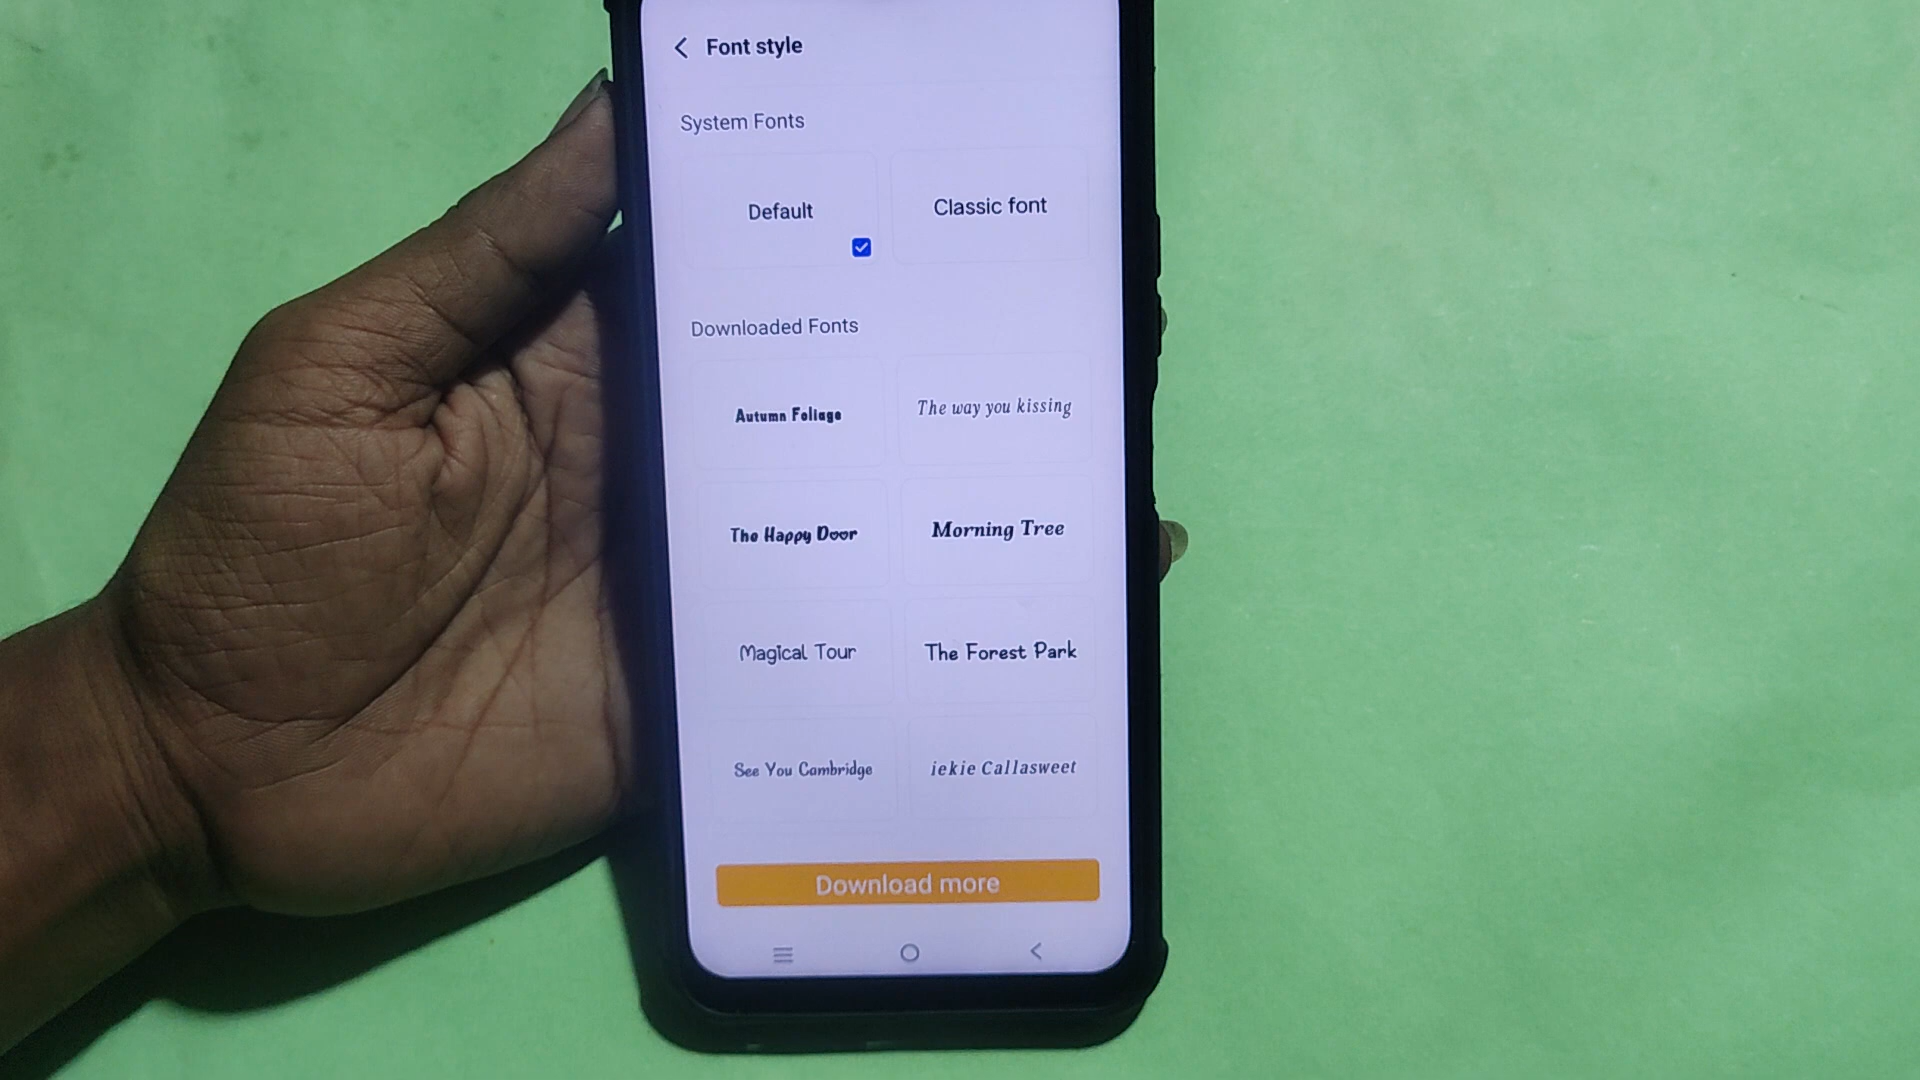 Font style
System Fonts
Default
Classic font
Downloaded Fonts
Autumn Foliage
The way you kissing
The Happy Door
Morning Tree
Magical Tour
The Forest Park
See You Cambridge
iekie Callasweet
Download more